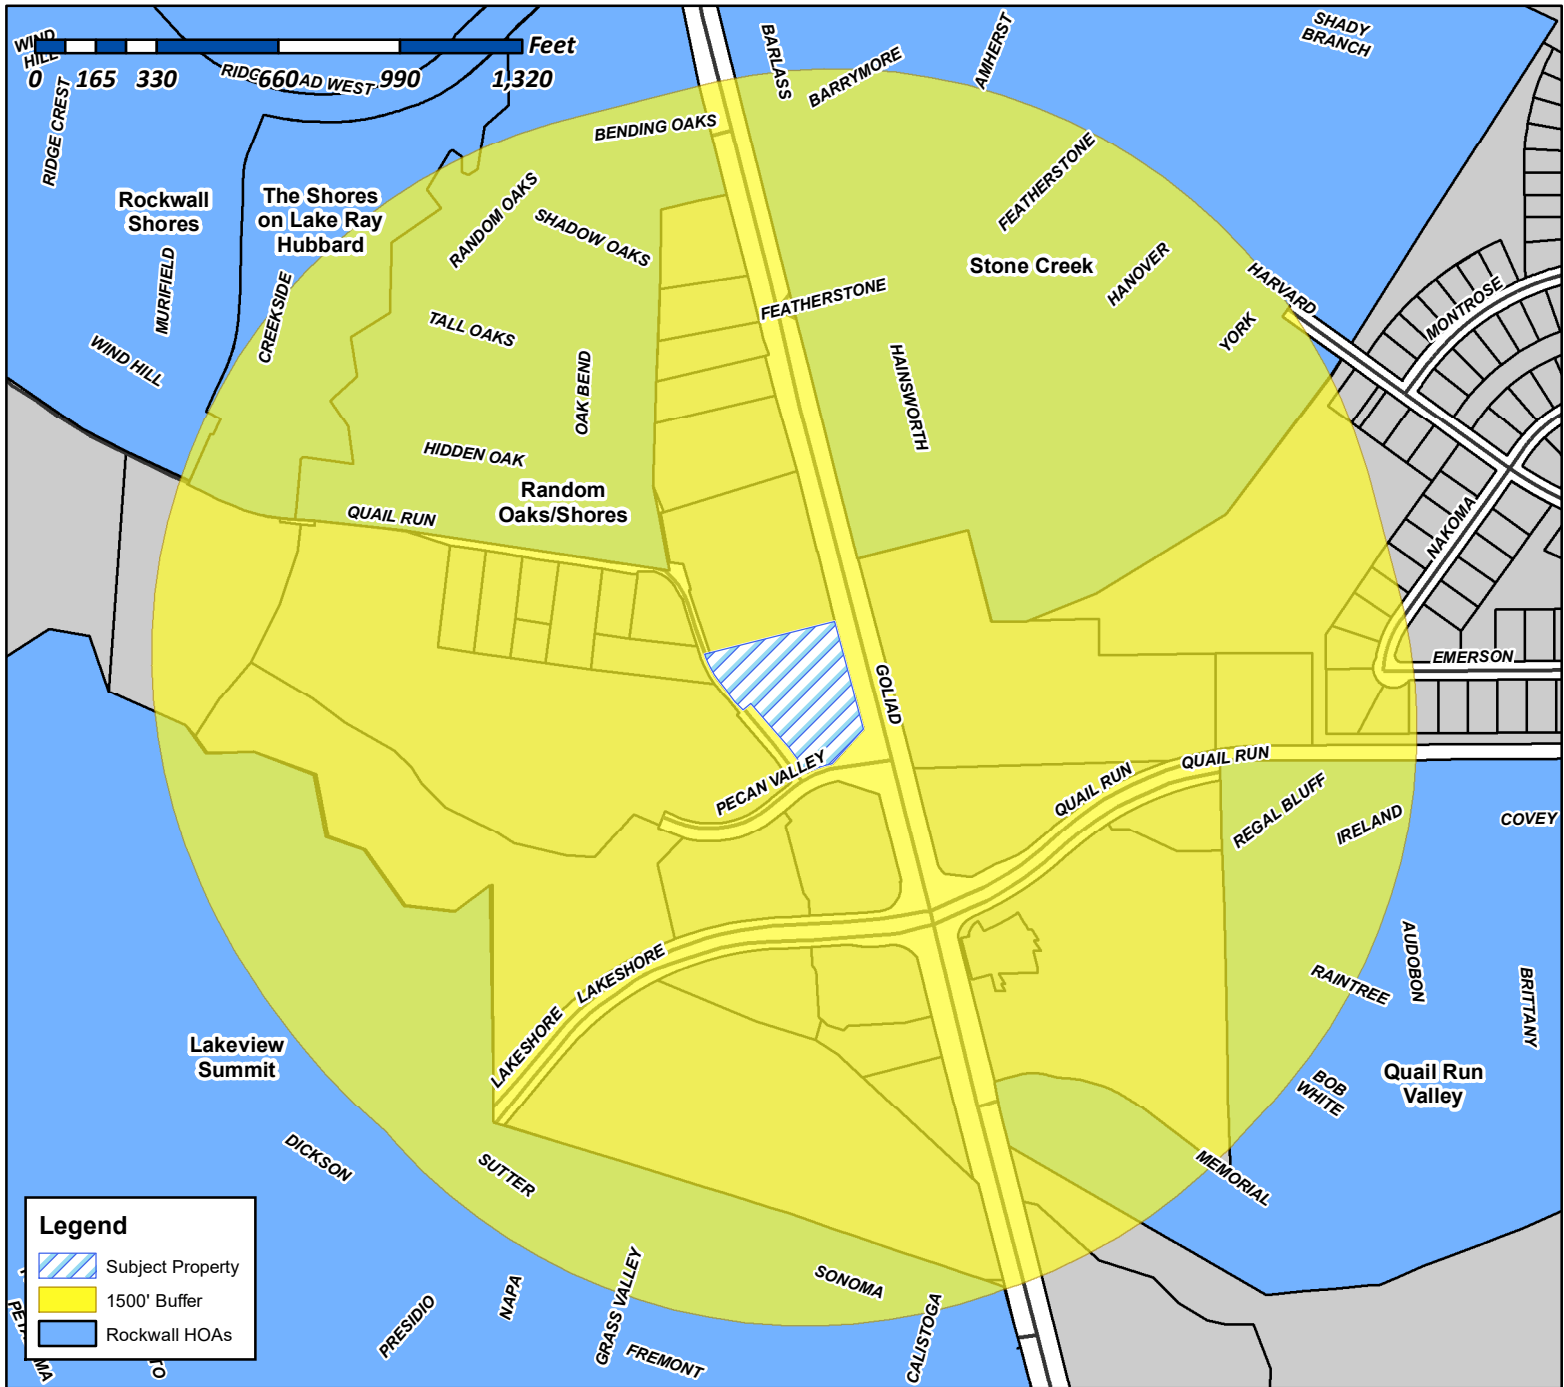 WIND
HILL
Feet
0 165 330 660 990 1,320
RIDGE CREST
BARLASS
BARRYMORE
AMHERST
SHADY
BRANCH
BENDING OAKS
FEATHERSTONE
Rockwall
Shores
The Shores
on Lake Ray
Hubbard
RANDOM OAKS
SHADOW OAKS
Stone Creek
HANOVER
HARVARD
MONTROSE
MURIFIELD
CREEKSIDE
FEATHERSTONE
YORK
TALL OAKS
WIND HILL
OAK BEND
HAINSWORTH
HIDDEN OAK
Random
Oaks/Shores
QUAIL RUN
NAKOMA
EMERSON
GOLIAD
PECAN VALLEY
QUAIL RUN
QUAIL RUN
REGAL BLUFF
IRELAND
COVEY
LAKESHORE
LAKESHORE
AUDOBON
RAINTREE
BRITTANY
Lakeview
Summit
Quail Run
Valley
BOB
WHITE
DICKSON
SUTTER
MEMORIAL
SONOMA
NAPA
GRASS VALLEY
PRESIDIO
CALISTOGA
FREMONT
Legend
Subject Property
1500' Buffer
Rockwall HOAs